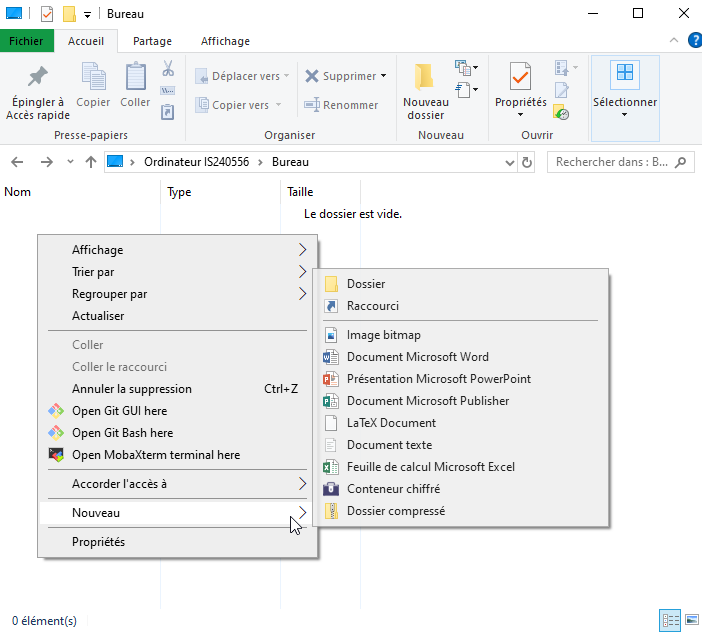 Bureau
Fichier Accueil Partage Affichage
Épingler à Accès rapide
Copier
Coller
Déplacer vers
Copier vers
Supprimer
Renommer
Nouveau dossier
Propriétés
Sélectionner
Presse-papiers Organiser Nouveau Ouvrir
Ordinateur IS240556 Bureau
Rechercher dans : B...
Nom Type Taille
Le dossier est vide.
Affichage
Trier par
Regrouper par
Actualiser
Coller
Coller le raccourci
Annuler la suppression Ctrl+Z
Open Git GUI here
Open Git Bash here
Open MobaXterm terminal here
Accorder l'accès à
Nouveau
Propriétés
Dossier
Raccourci
Image bitmap
Document Microsoft Word
Présentation Microsoft PowerPoint
Document Microsoft Publisher
LaTeX Document
Document texte
Feuille de calcul Microsoft Excel
Conteneur chiffré
Dossier compressé
0 élément(s)